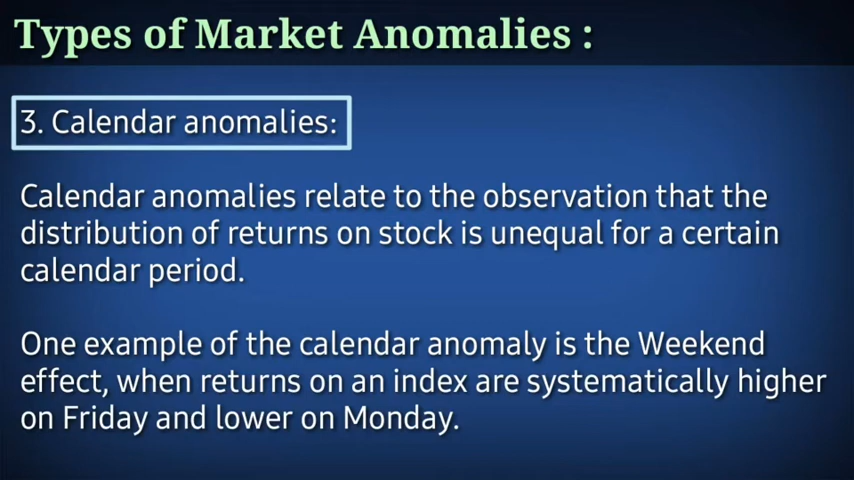 Types of Market Anomalies :
3. Calendar anomalies:
Calendar anomalies relate to the observation that the
distribution of returns on stock is unequal for a certain
calendar period.
One example of the calendar anomaly is the Weekend
effect, when returns on an index are systematically higher
on Friday and lower on Monday.